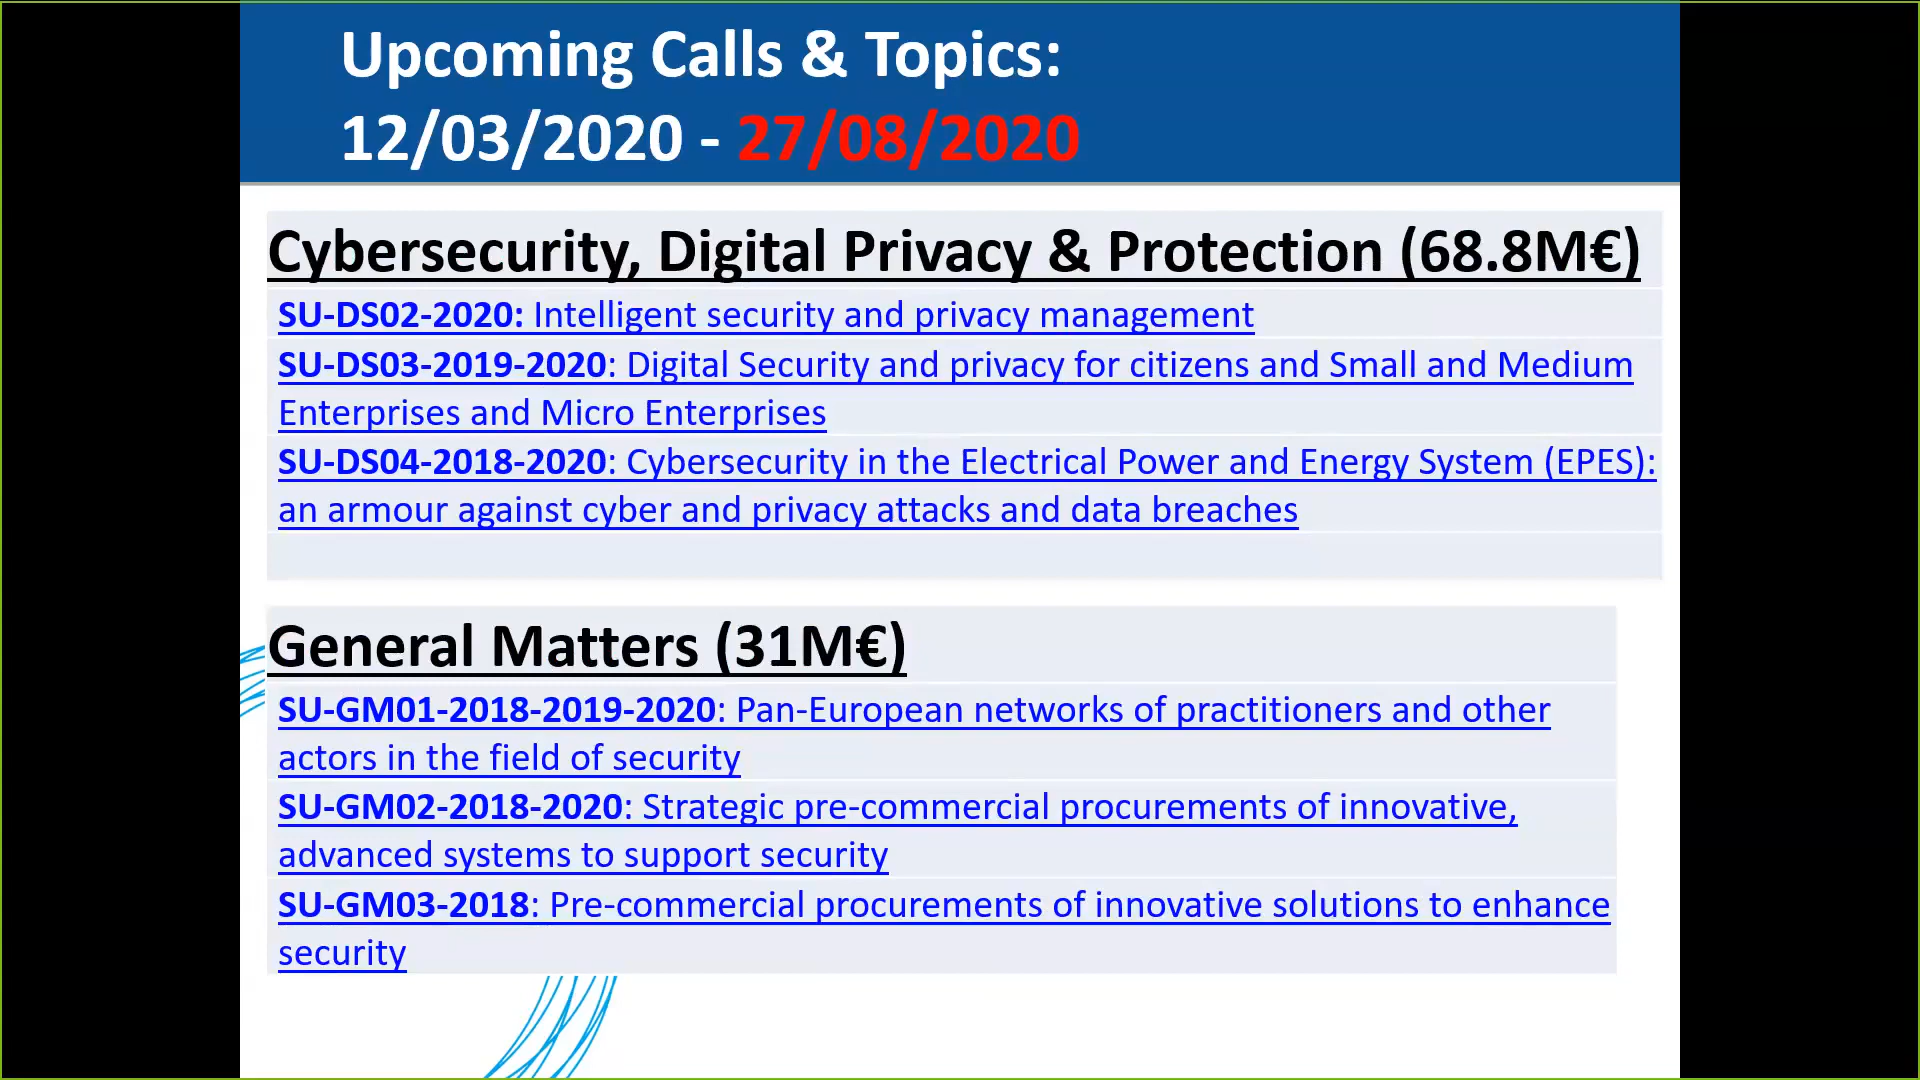 Upcoming Calls & Topics:
12/03/2020 - 27/08/2020
Cybersecurity, Digital Privacy & Protection (68.8M€)
SU-DS02-2020: Intelligent security and privacy management
SU-DS03-2019-2020: Digital Security and privacy for citizens and Small and Medium
Enterprises and Micro Enterprises
SU-DS04-2018-2020: Cybersecurity in the Electrical Power and Energy System (EPES):
an armour against cyber and privacy attacks and data breaches
General Matters (31M€)
SU-GM01-2018-2019-2020: Pan-European networks of practitioners and other
actors in the field of security
SU-GM02-2018-2020: Strategic pre-commercial procurements of innovative,
advanced systems to support security
SU-GM03-2018: Pre-commercial procurements of innovative solutions to enhance
security